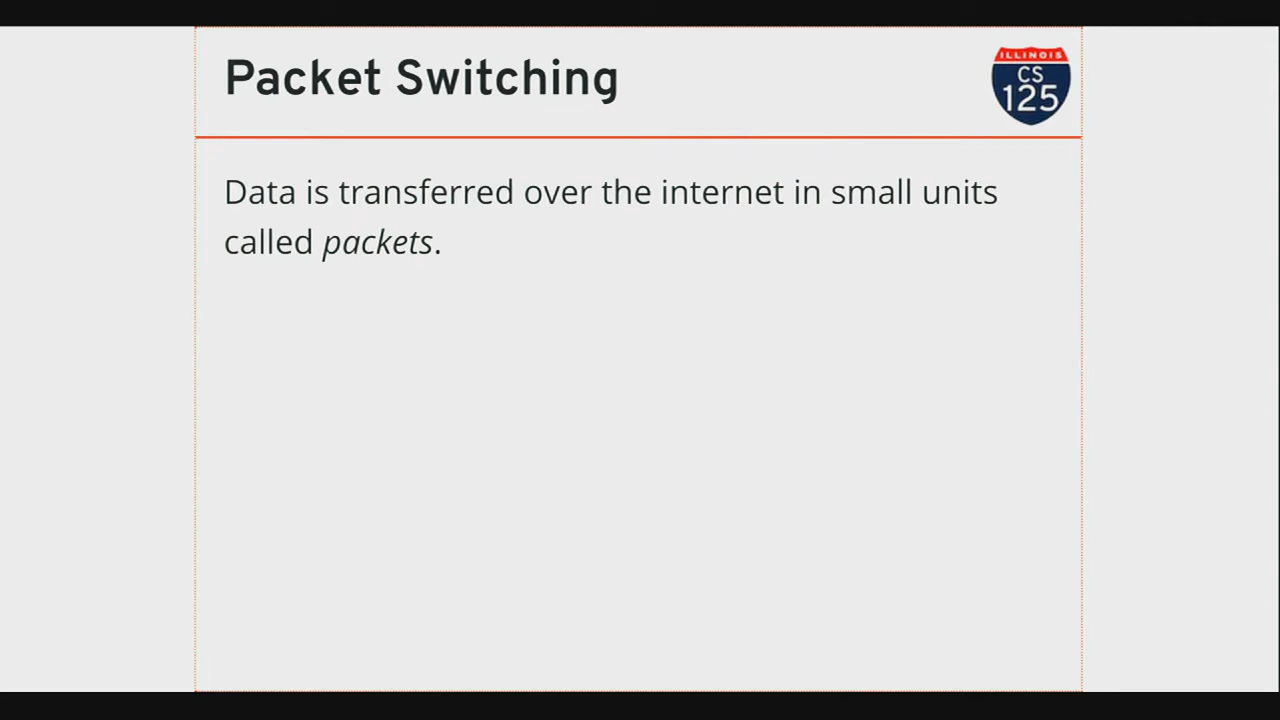 Packet Switching
ILLINOIS
CS
125
Data is transferred over the internet in small units
called packets.